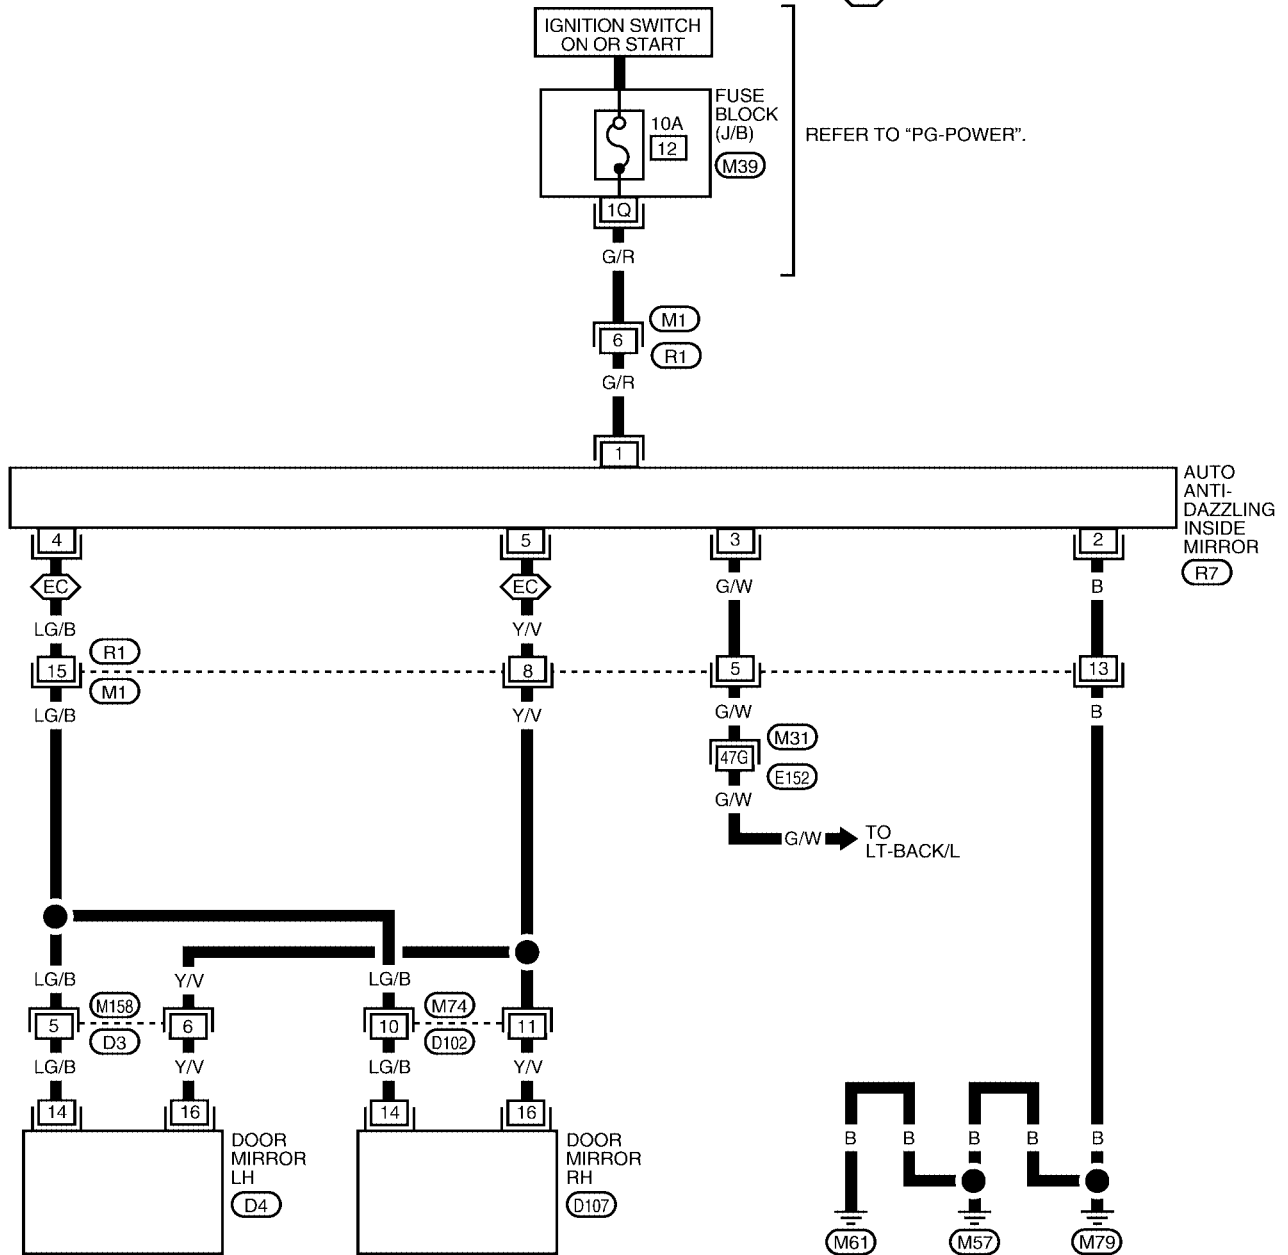 IGNITION SWITCH
ON OR START
FUSE
BLOCK
(J/B)
10A
12
M39
REFER TO “PG-POWER”.
1Q
G/R
M1
6
R1
G/R
1
AUTO
ANTI-
DAZZLING
INSIDE
MIRROR
R7
4
5
3
2
EC
EC
G/W
B
LG/B
Y/V
R1
15
8
5
13
M1
LG/B
Y/V
G/W
B
M31
47G
E152
G/W
G/W
TO
LT-BACK/L
LG/B
Y/V
LG/B
M158
M74
5
6
10
11
D3
D102
LG/B
Y/V
LG/B
Y/V
14
16
14
16
DOOR
MIRROR
LH
D4
DOOR
MIRROR
RH
D107
B
B
B
B
B
M61
M57
M79